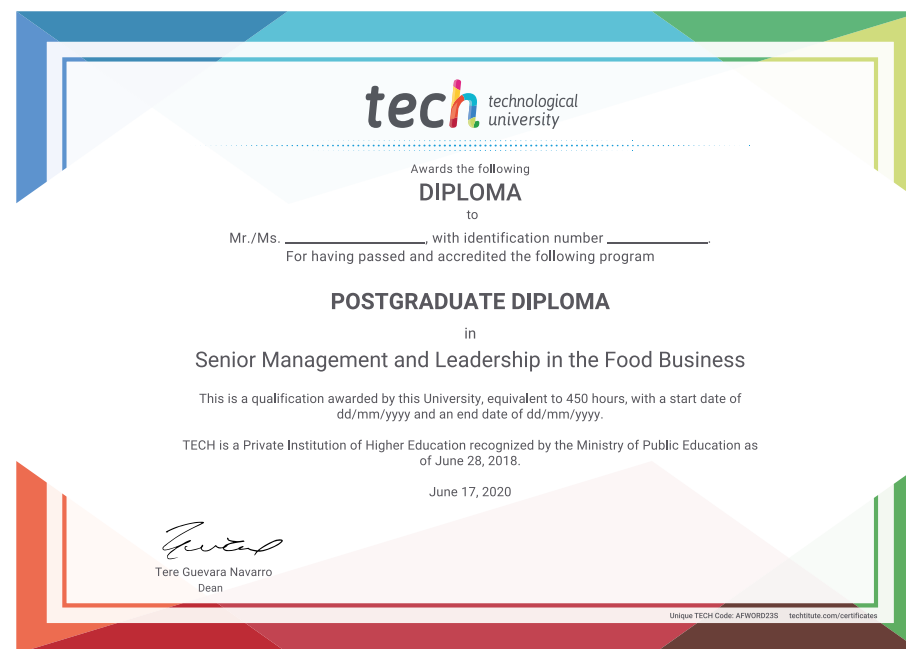 tech technological
university
Awards the following
DIPLOMA
to
Mr./Ms. ____________________, with identification number ______________.
For having passed and accredited the following program
POSTGRADUATE DIPLOMA
in
Senior Management and Leadership in the Food Business
This is a qualification awarded by this University, equivalent to 450 hours, with a start date of
dd/mm/yyyy and an end date of dd/mm/yyyy.
TECH is a Private Institution of Higher Education recognized by the Ministry of Public Education as
of June 28, 2018.
June 17, 2020
Tere Guevara Navarro
Dean
Unique TECH Code: AFWORD23S techtitute.com/certificates